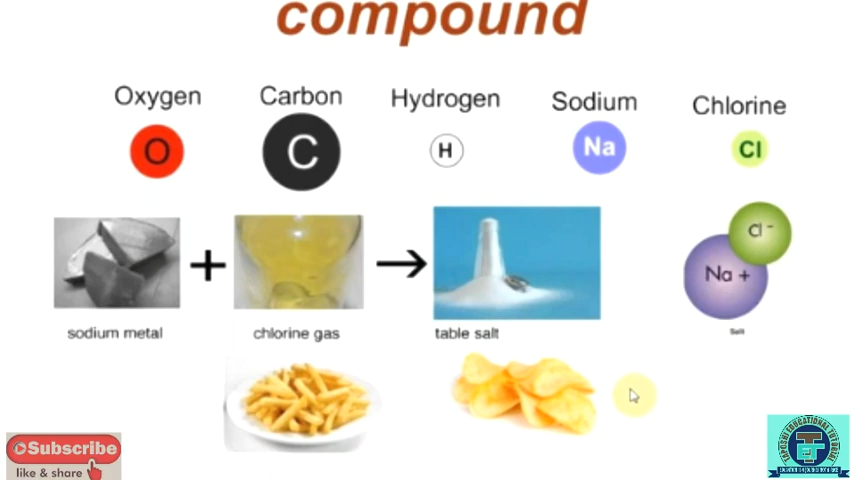 compound
Oxygen Carbon Hydrogen Sodium Chlorine
O C H Na Cl
+ →
Cl -
Na +
sodium metal chlorine gas table salt
Salt
Subscribe
like & share